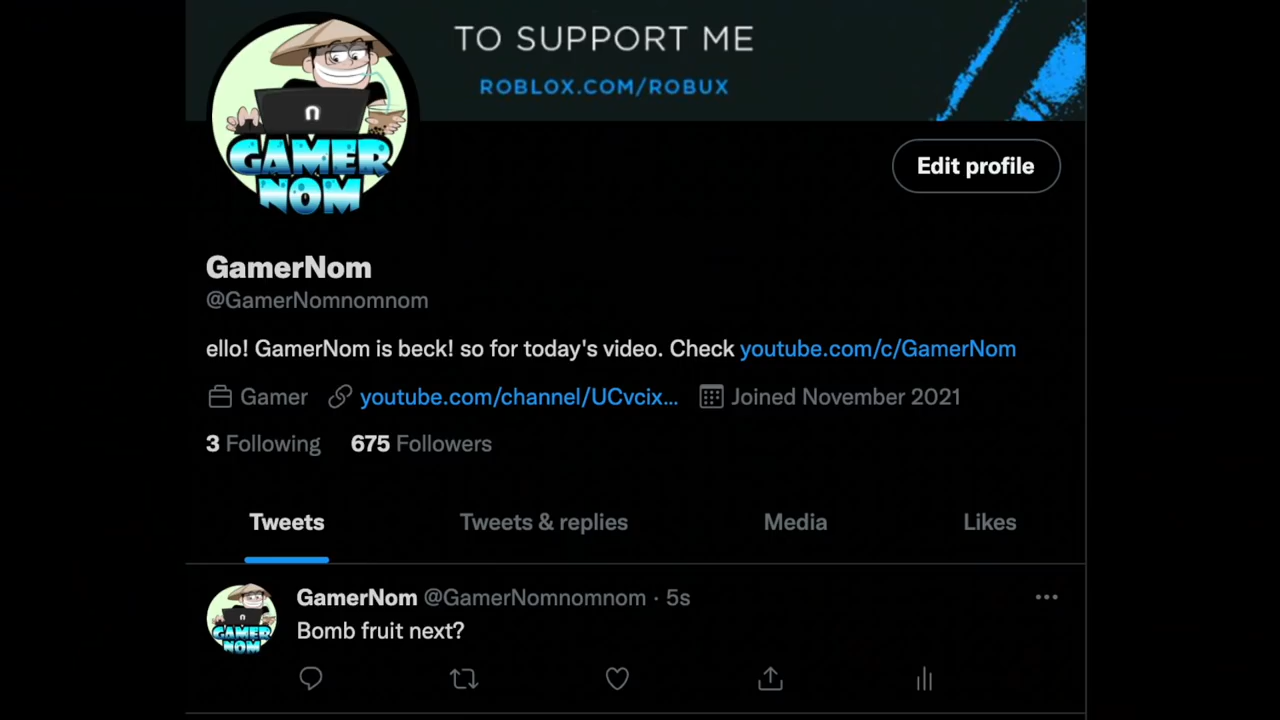 TO SUPPORT ME
ROBLOX.COM/ROBUX
n
GAMER
NOM
Edit profile
GamerNom
@GamerNomnomnom
ello! GamerNom is beck! so for today's video. Check youtube.com/c/GamerNom
Gamer youtube.com/channel/UCvcix... Joined November 2021
3 Following 675 Followers
Tweets Tweets & replies Media Likes
GamerNom @GamerNomnomnom · 5s
Bomb fruit next?
GAMER
NOM